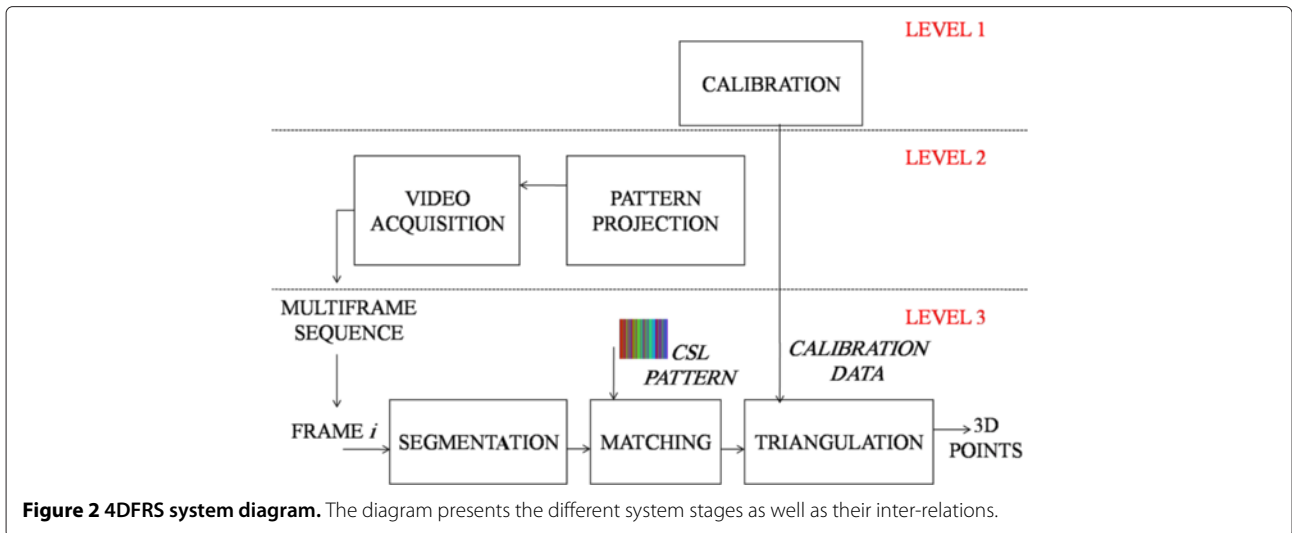 LEVEL 1
CALIBRATION
LEVEL 2
VIDEO
ACQUISITION
PATTERN
PROJECTION
MULTIFRAME
SEQUENCE
LEVEL 3
CSL
PATTERN
CALIBRATION
DATA
FRAME i
SEGMENTATION
MATCHING
TRIANGULATION
3D
POINTS
Figure 2 4DFRS system diagram. The diagram presents the different system stages as well as their inter-relations.